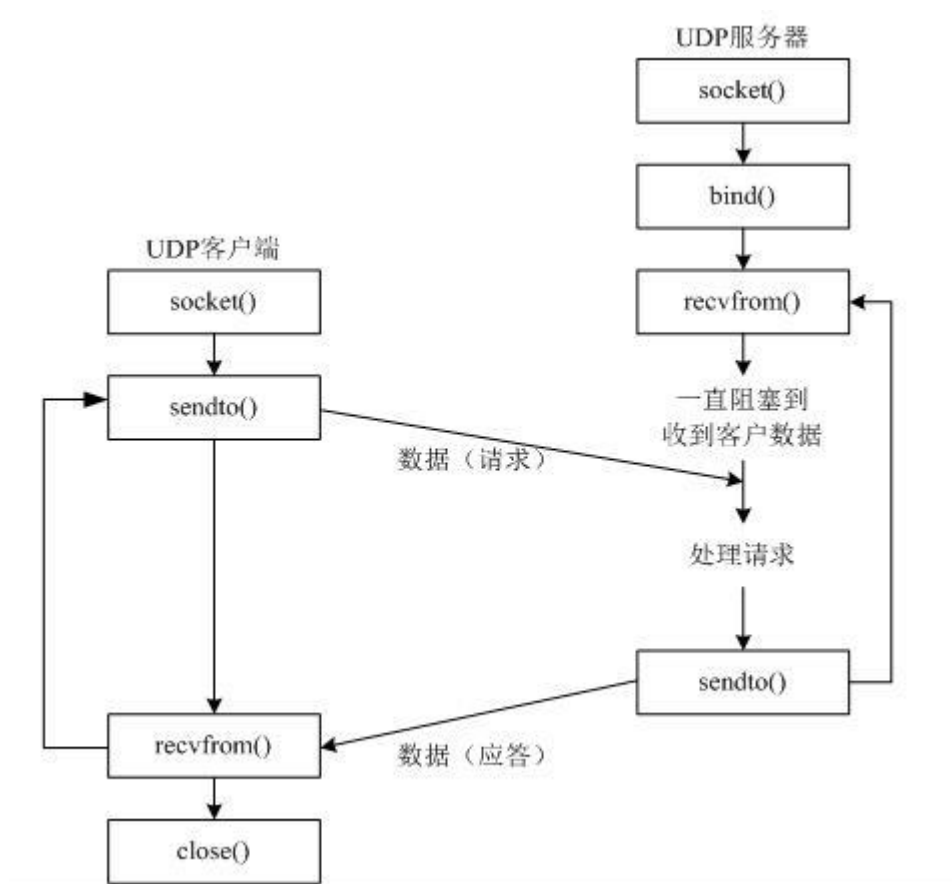 UDP服务器
socket()
bind()
UDP客户端
socket()
recvfrom()
sendto()
一直阻塞到
收到客户数据
数据（请求）
处理请求
sendto()
recvfrom()
数据（应答）
close()